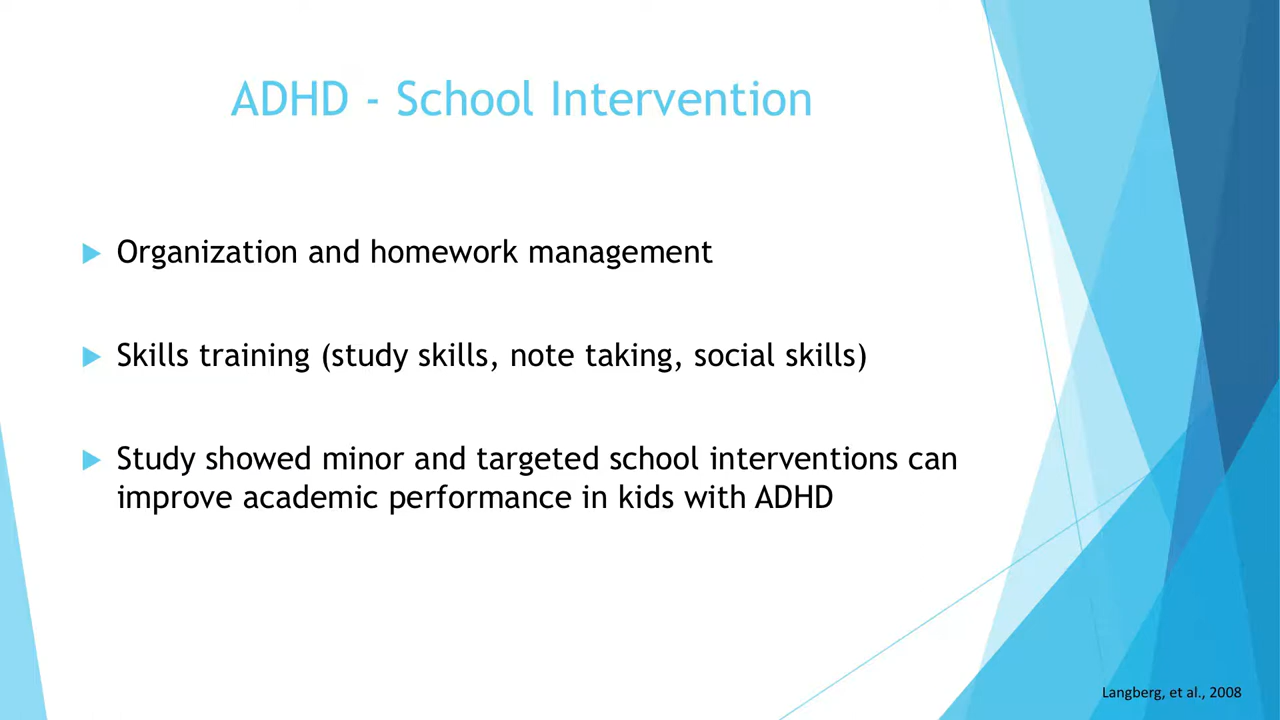 ADHD - School Intervention
Organization and homework management
Skills training (study skills, note taking, social skills)
Study showed minor and targeted school interventions can
improve academic performance in kids with ADHD
Langberg, et al., 2008